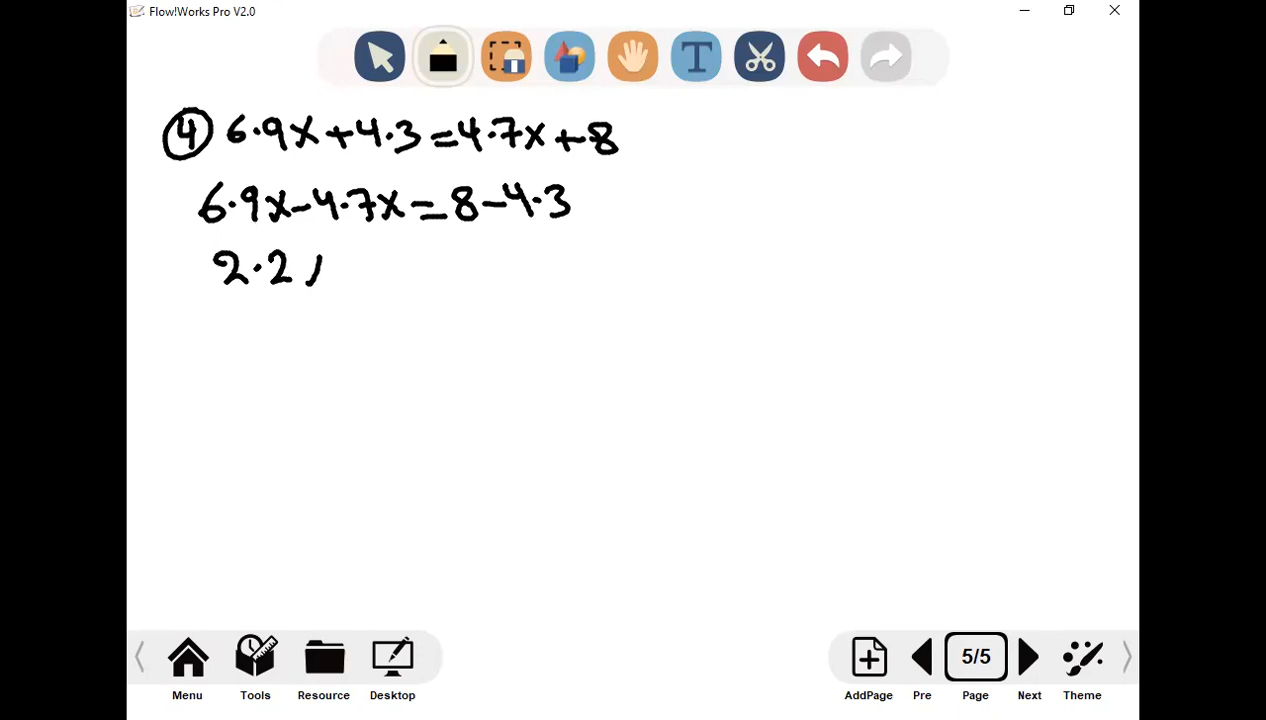 Flow!Works Pro V2.0
④ 6·9x+4·3=4·7x+8
6·9x-4·7x=8-4·3
2·2
T
Menu
Tools
Resource
Desktop
AddPage
Pre
5/5
Page
Next
Theme